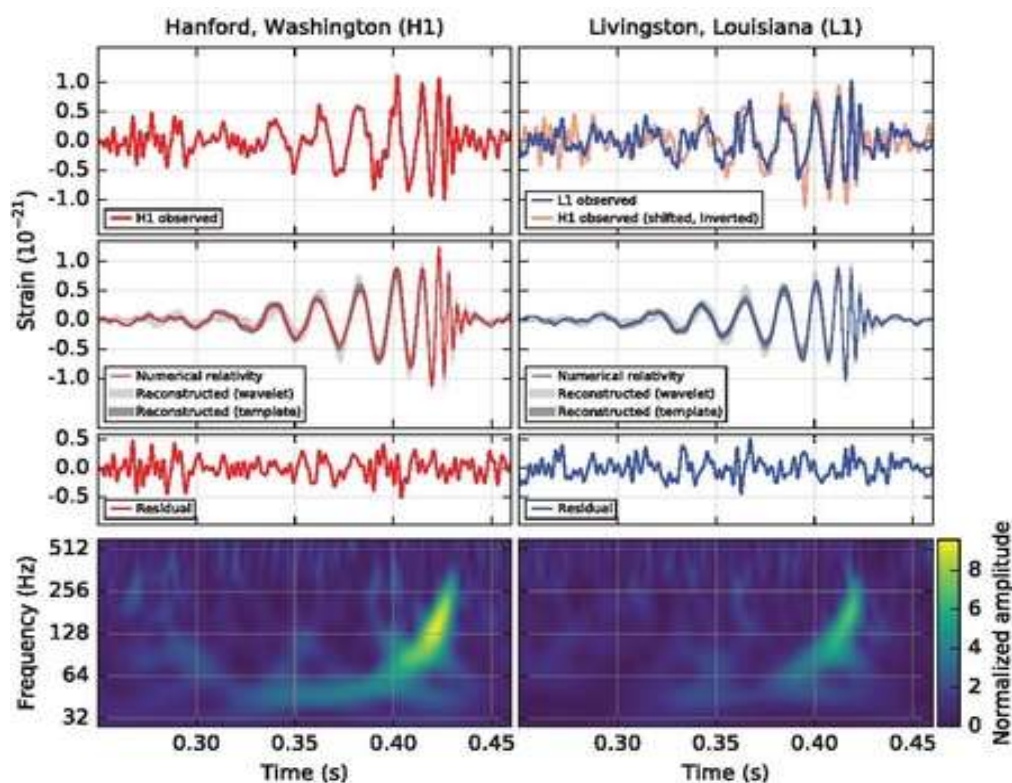 Hanford, Washington (H1)
Livingston, Louisiana (L1)
Strain (10⁻²¹)
1.0
0.5
0.0
-0.5
-1.0
H1 observed
L1 observed
H1 observed (shifted, inverted)
1.0
0.5
0.0
-0.5
-1.0
Numerical relativity
Reconstructed (wavelet)
Reconstructed (template)
Numerical relativity
Reconstructed (wavelet)
Reconstructed (template)
0.5
0.0
-0.5
Residual
Residual
Frequency (Hz)
512
256
128
64
32
Normalized amplitude
8
6
4
2
0
0.30
0.35
0.40
0.45
0.30
0.35
0.40
0.45
Time (s)
Time (s)